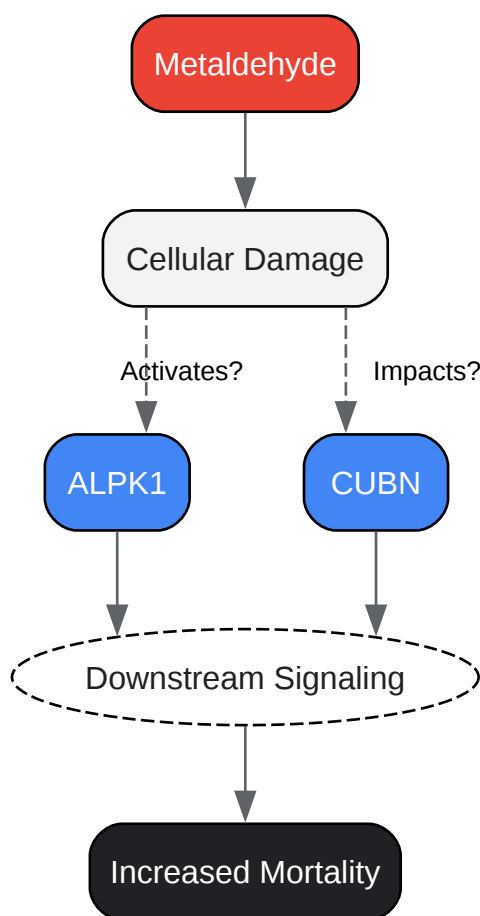 Metaldehyde
Cellular Damage
Activates?
Impacts?
ALPK1
CUBN
Downstream Signaling
Increased Mortality